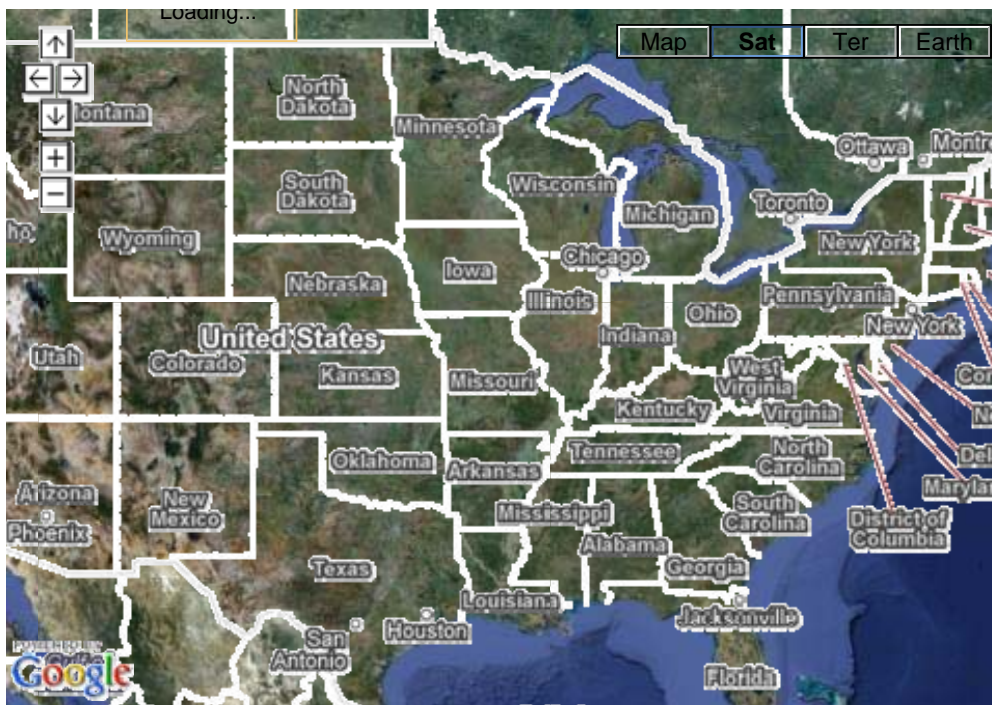 Loading...
Map
Sat
Ter
Earth
North
Dakota
Minnesota
Ottawa
South
Dakota
Wisconsin
Michigan
Toronto
Wyoming
New York
Chicago
Iowa
Nebraska
Illinois
Pennsylvania
Ohio
New York
United States
Indiana
Utah
Colorado
Kansas
Missouri
West
Virginia
Kentucky
Virginia
Oklahoma
Arkansas
Tennessee
North
Carolina
Arizona
Phoenix
New
Mexico
Mississippi
South
Carolina
District of
Columbia
Alabama
Texas
Georgia
Louisiana
Jacksonville
Houston
San
Antonio
Florida
Google